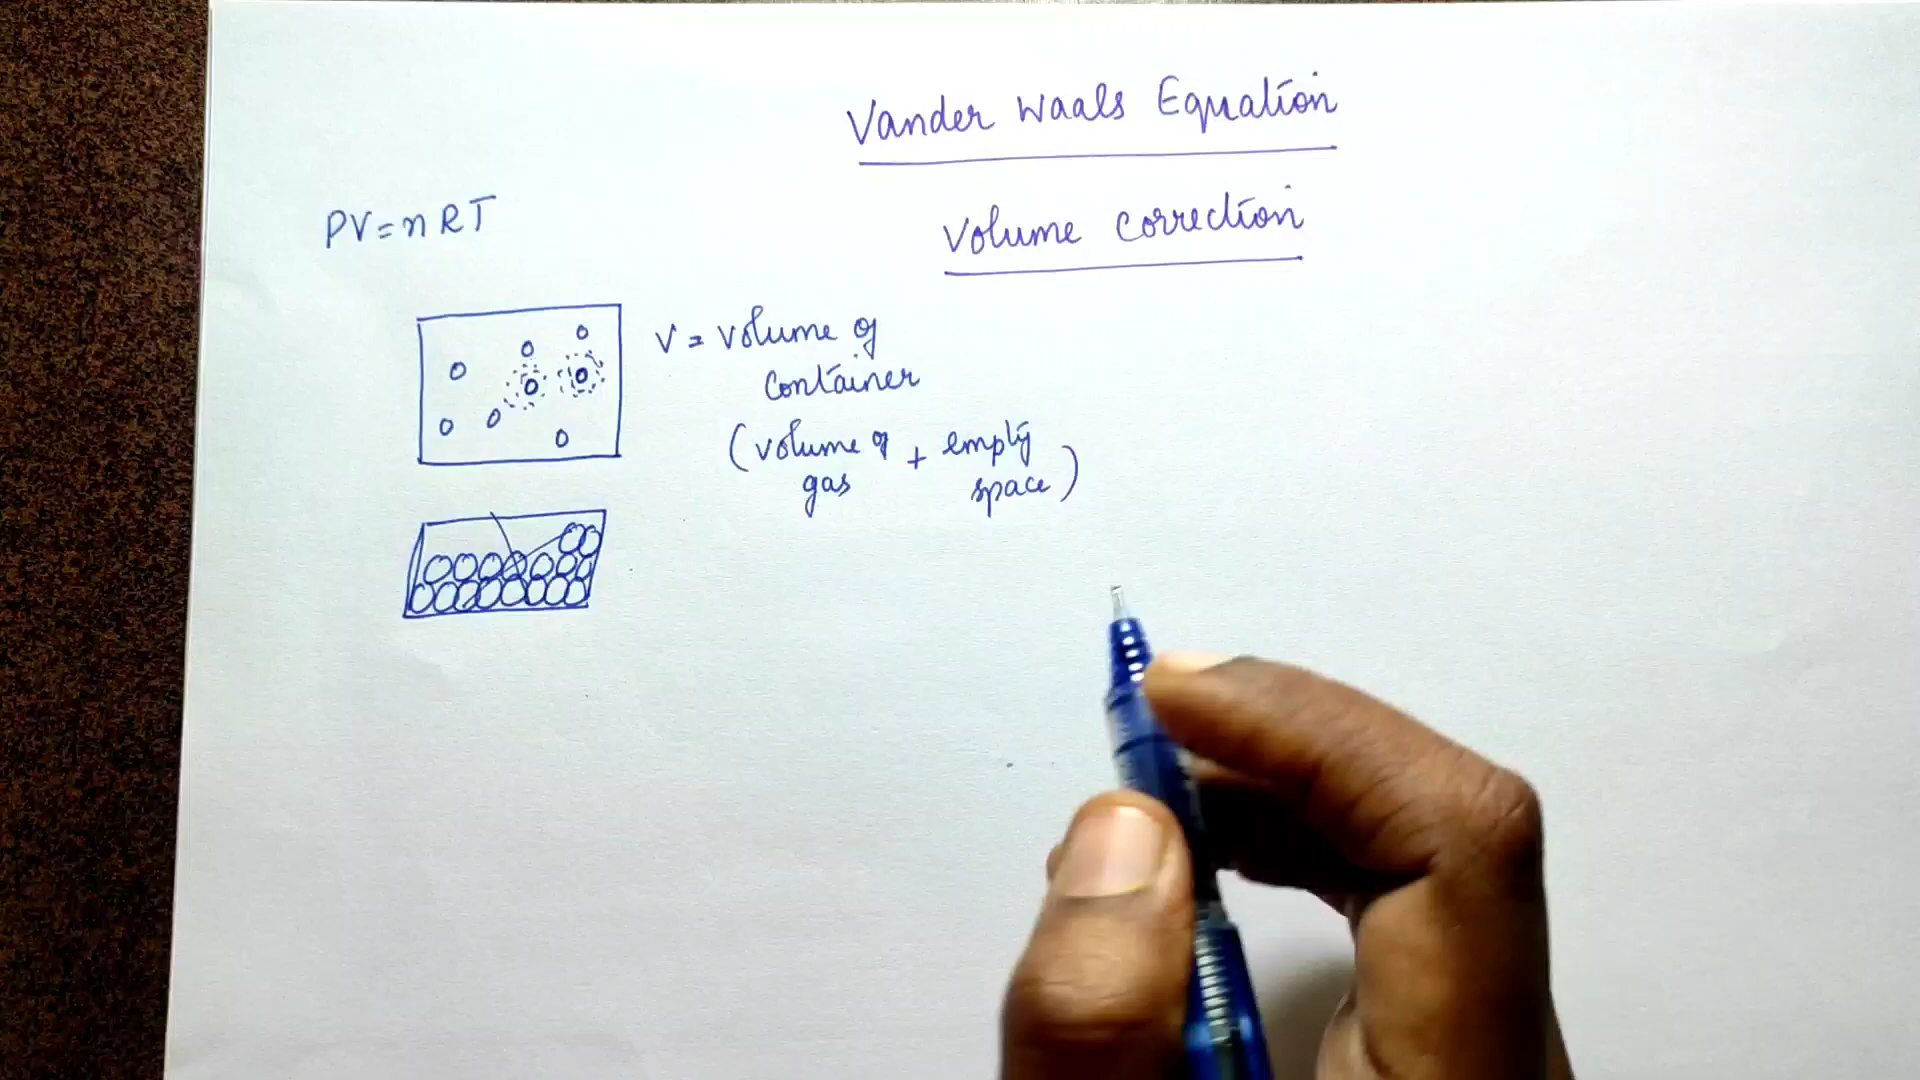 Vander Waals Equation
Volume correction
PV = nRT
V = volume of
container
(volume of + empty
gas space)